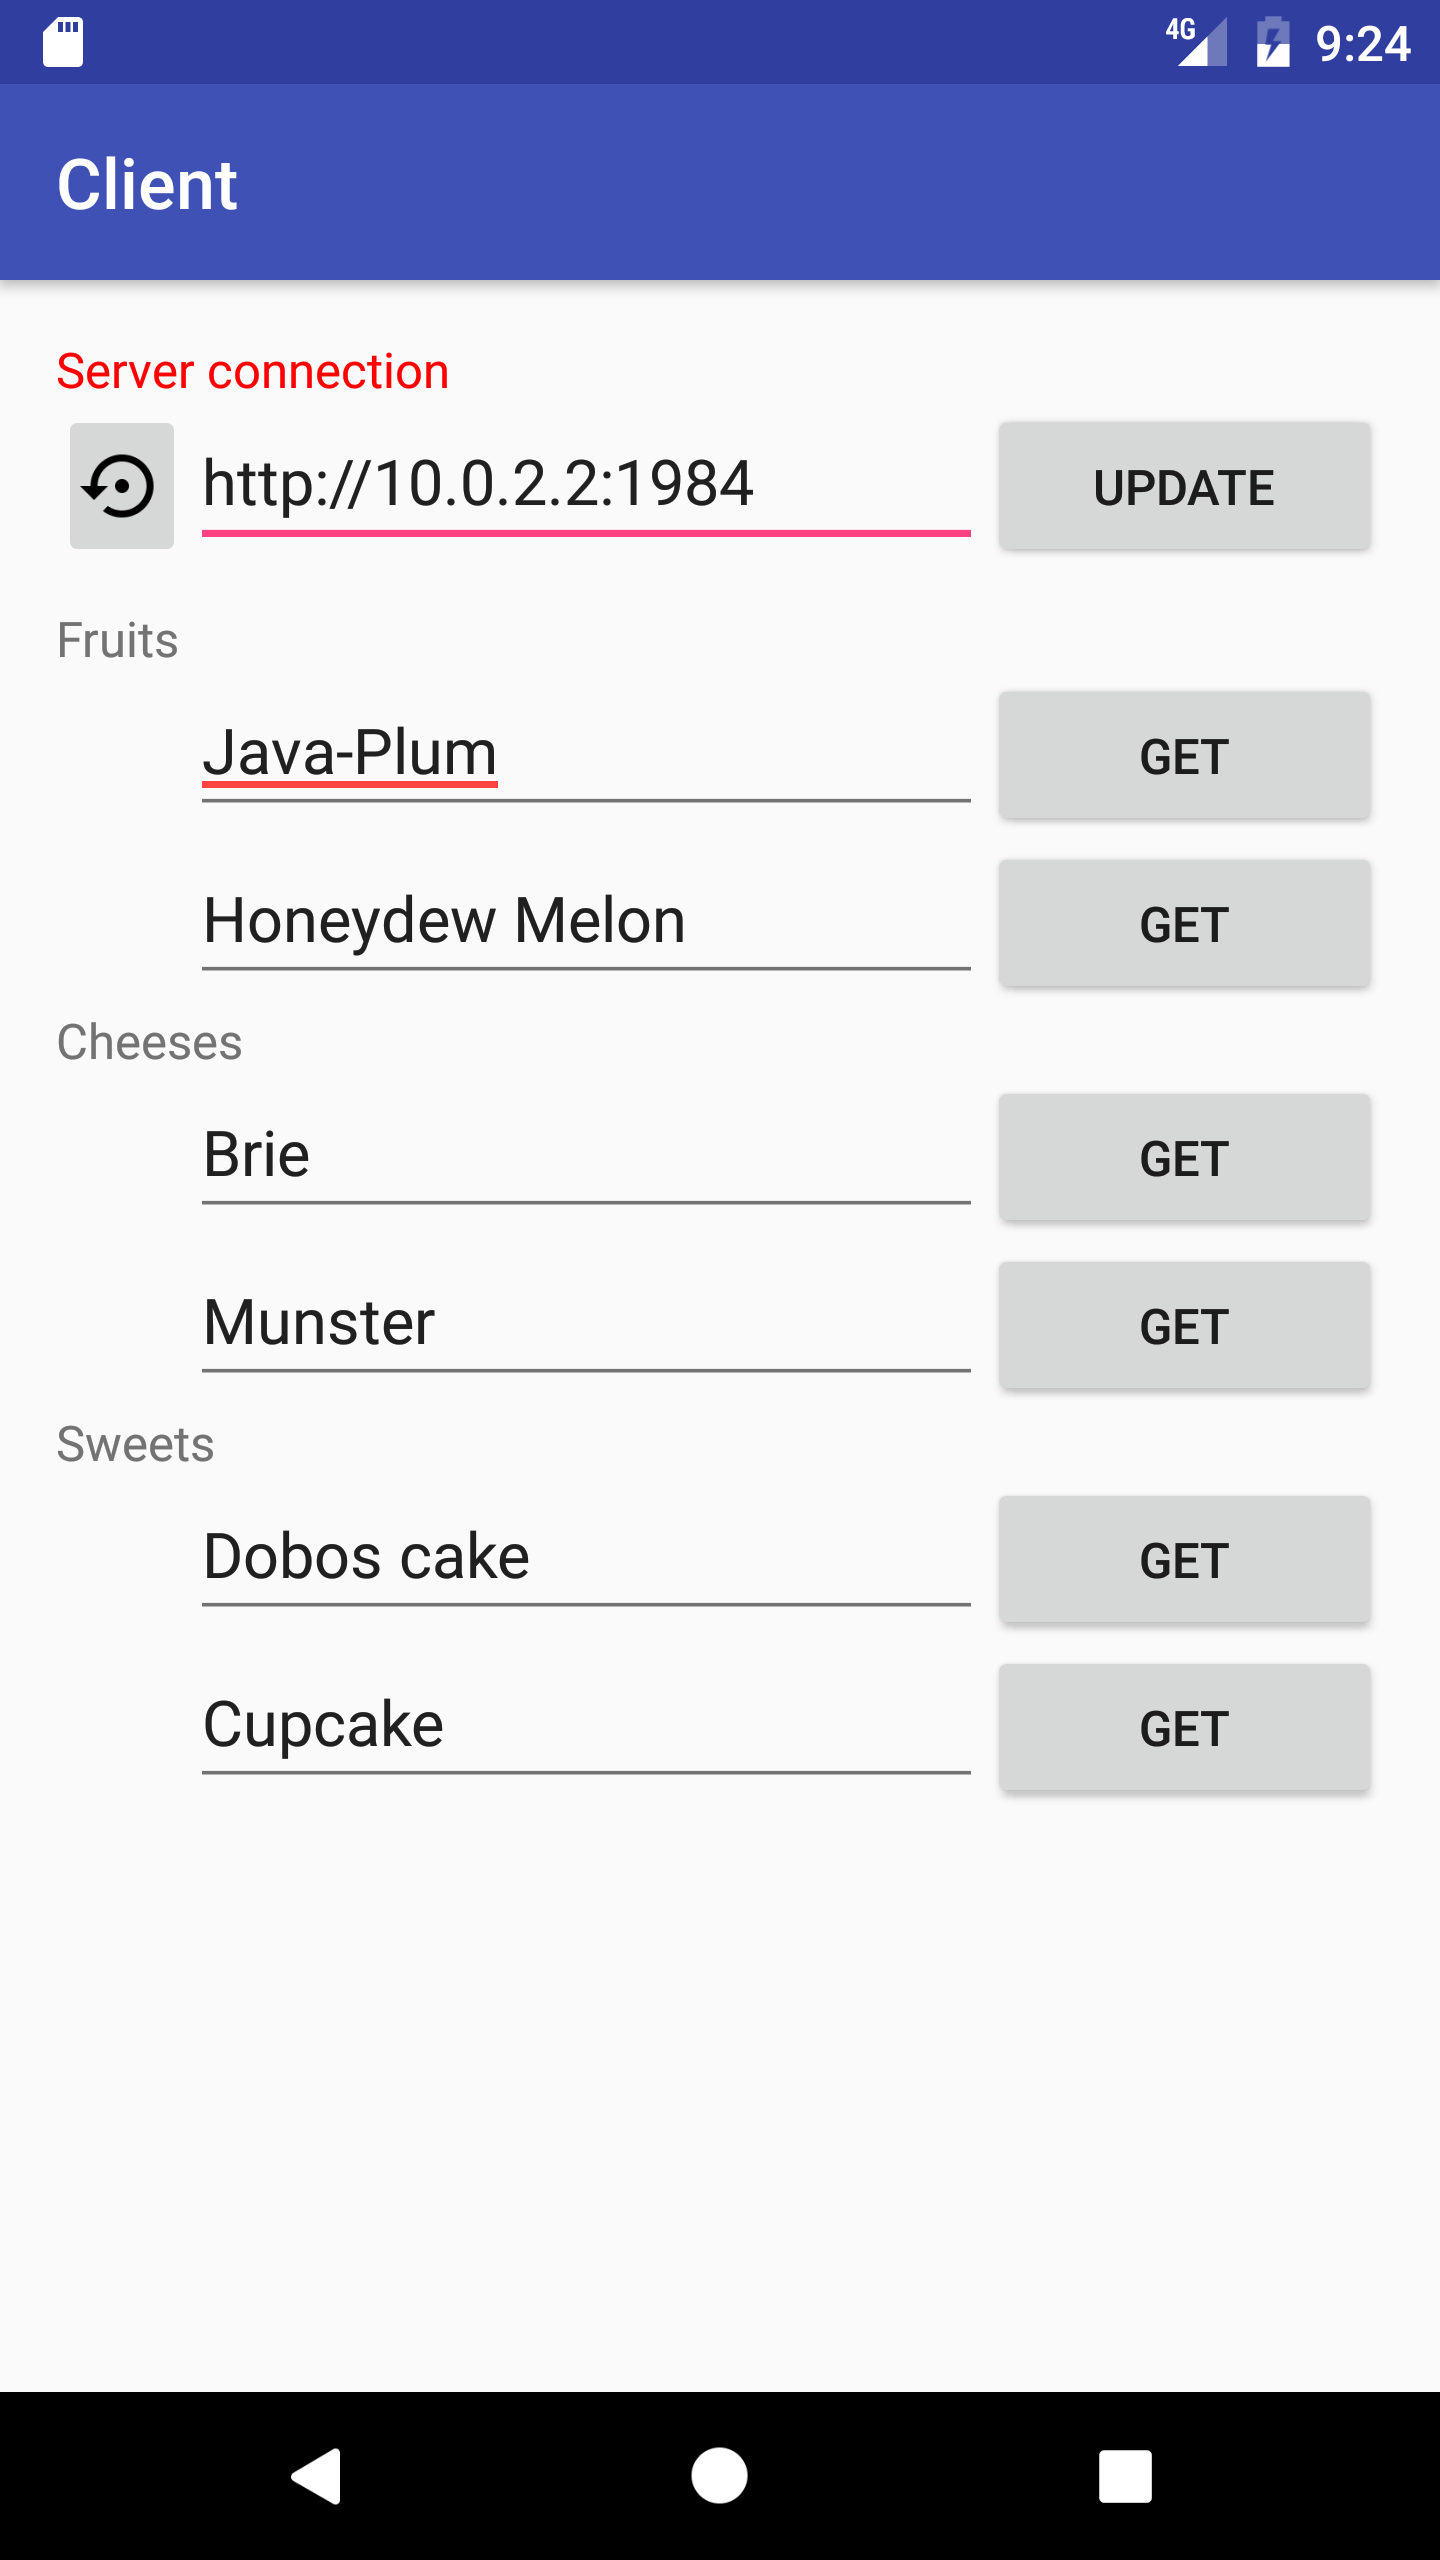 4G 9:24
Client
Server connection
http://10.0.2.2:1984 UPDATE
Fruits
Java-Plum GET
Honeydew Melon GET
Cheeses
Brie GET
Munster GET
Sweets
Dobos cake GET
Cupcake GET